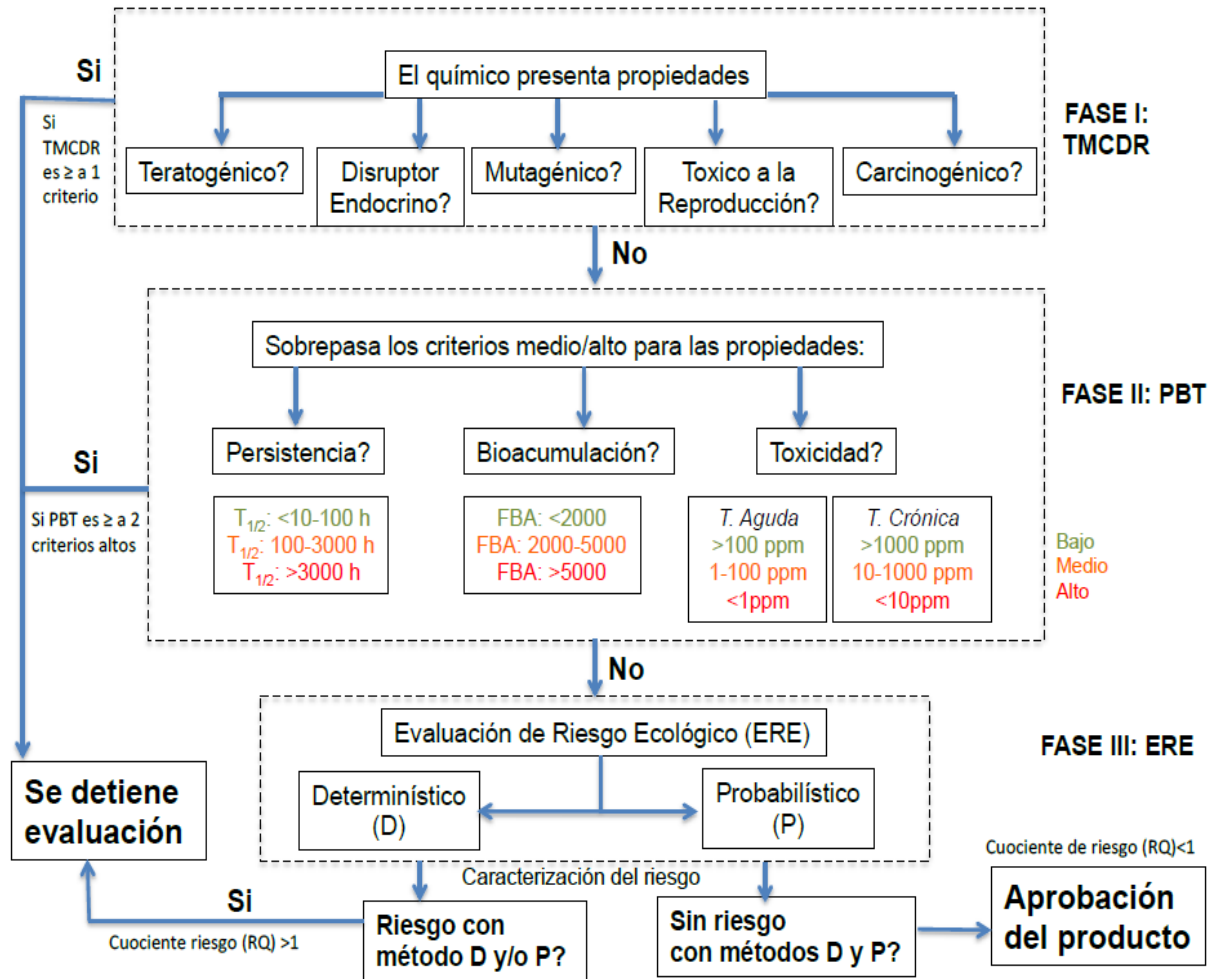 Si
El químico presenta propiedades
FASE I:
TMCDR
Si
TMCDR
es ≥ a 1
criterio
Teratogénico?
Disruptor
Endocrino?
Mutagénico?
Toxico a la
Reproducción?
Carcinogénico?
No
Sobrepasa los criterios medio/alto para las propiedades:
FASE II: PBT
Si
Si PBT es ≥ a 2
criterios altos
Persistencia?
Bioacumulación?
Toxicidad?
T1/2: <10-100 h
T1/2: 100-3000 h
T1/2: >3000 h
FBA: <2000
FBA: 2000-5000
FBA: >5000
T. Aguda
>100 ppm
1-100 ppm
<1ppm
T. Crónica
>1000 ppm
10-1000 ppm
<10ppm
Bajo
Medio
Alto
No
Evaluación de Riesgo Ecológico (ERE)
FASE III: ERE
Determinístico
(D)
Probabilístico
(P)
Se detiene
evaluación
Caracterización del riesgo
Si
Cuociente riesgo (RQ) >1
Riesgo con
método D y/o P?
Sin riesgo
con métodos D y P?
Cuociente de riesgo (RQ)<1
Aprobación
del producto